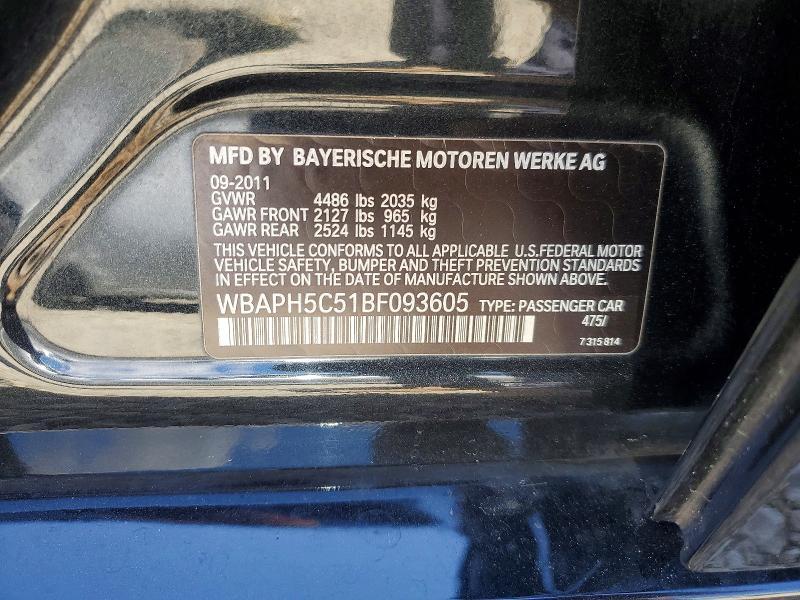 MFD BY BAYERISCHE MOTOREN WERKE AG
09-2011
GVWR 4486 lbs 2035 kg
GAWR FRONT 2127 lbs 965 kg
GAWR REAR 2524 lbs 1145 kg
THIS VEHICLE CONFORMS TO ALL APPLICABLE U.S.FEDERAL MOTOR
VEHICLE SAFETY, BUMPER AND THEFT PREVENTION STANDARDS
IN EFFECT ON THE DATE OF MANUFACTURE SHOWN ABOVE.
WBAPH5C51BF093605 TYPE: PASSENGER CAR
475/
7 315 814